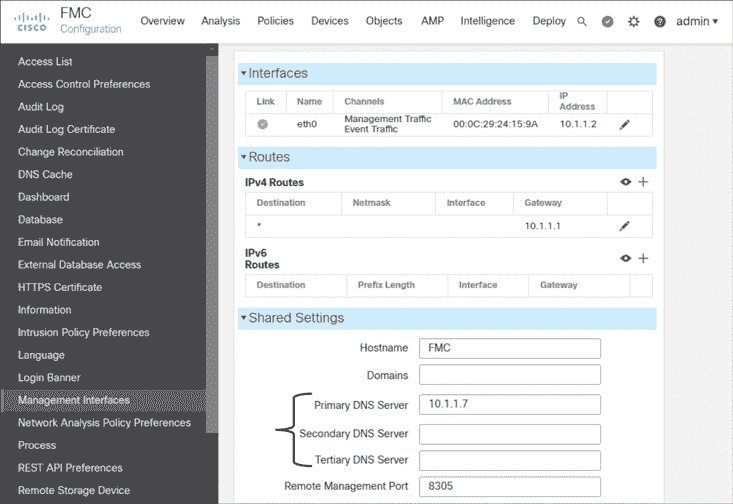 CISCO
FMC
Configuration
Overview Analysis Policies Devices Objects AMP Intelligence Deploy admin
Access List
Access Control Preferences
Audit Log
Audit Log Certificate
Change Reconciliation
DNS Cache
Dashboard
Database
Email Notification
External Database Access
HTTPS Certificate
Information
Intrusion Policy Preferences
Language
Login Banner
Management Interfaces
Network Analysis Policy Preferences
Process
REST API Preferences
Remote Storage Device
Interfaces
Link Name Channels MAC Address IP Address
eth0 Management Traffic Event Traffic 00:0C:29:24:15:9A 10.1.1.2
Routes
IPv4 Routes
Destination Netmask Interface Gateway
* 10.1.1.1
IPv6
Routes
Destination Prefix Length Interface Gateway
Shared Settings
Hostname FMC
Domains
Primary DNS Server 10.1.1.7
Secondary DNS Server
Tertiary DNS Server
Remote Management Port 8305